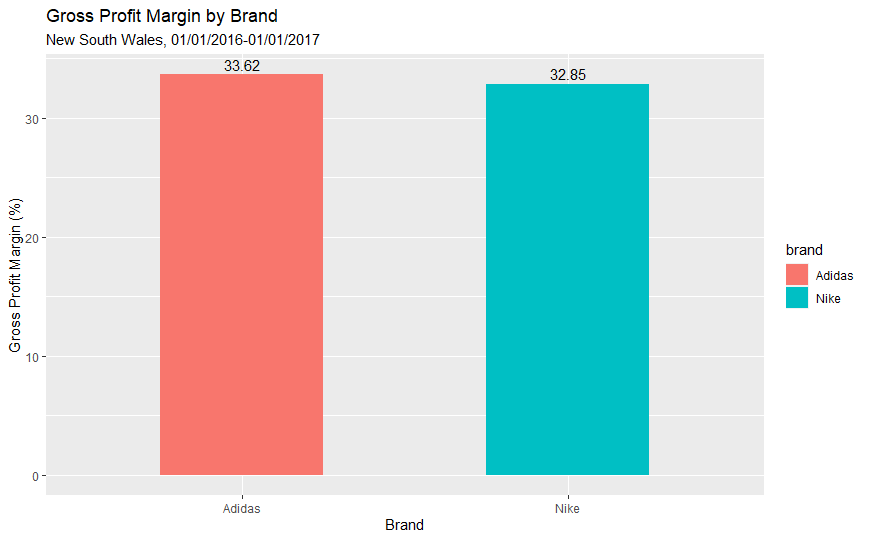 Gross Profit Margin by Brand
New South Wales, 01/01/2016-01/01/2017
33.62
32.85
30
20
10
0
Gross Profit Margin (%)
Adidas
Nike
Brand
brand
Adidas
Nike